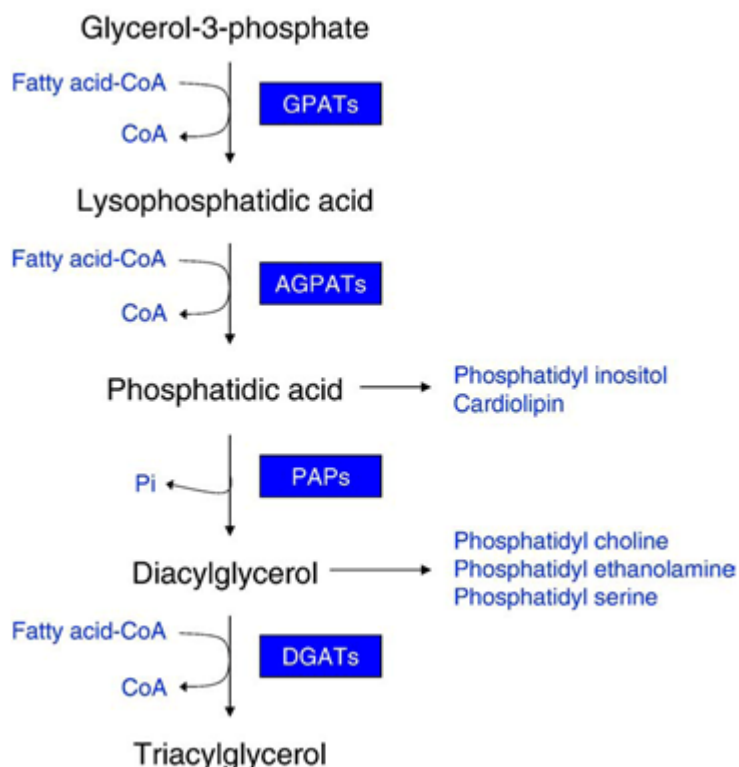 Glycerol-3-phosphate
Fatty acid-CoA
GPATs
CoA
Lysophosphatidic acid
Fatty acid-CoA
AGPATs
CoA
Phosphatidic acid
Phosphatidyl inositol
Cardiolipin
Pi
PAPs
Diacylglycerol
Phosphatidyl choline
Phosphatidyl ethanolamine
Phosphatidyl serine
Fatty acid-CoA
DGATs
CoA
Triacylglycerol